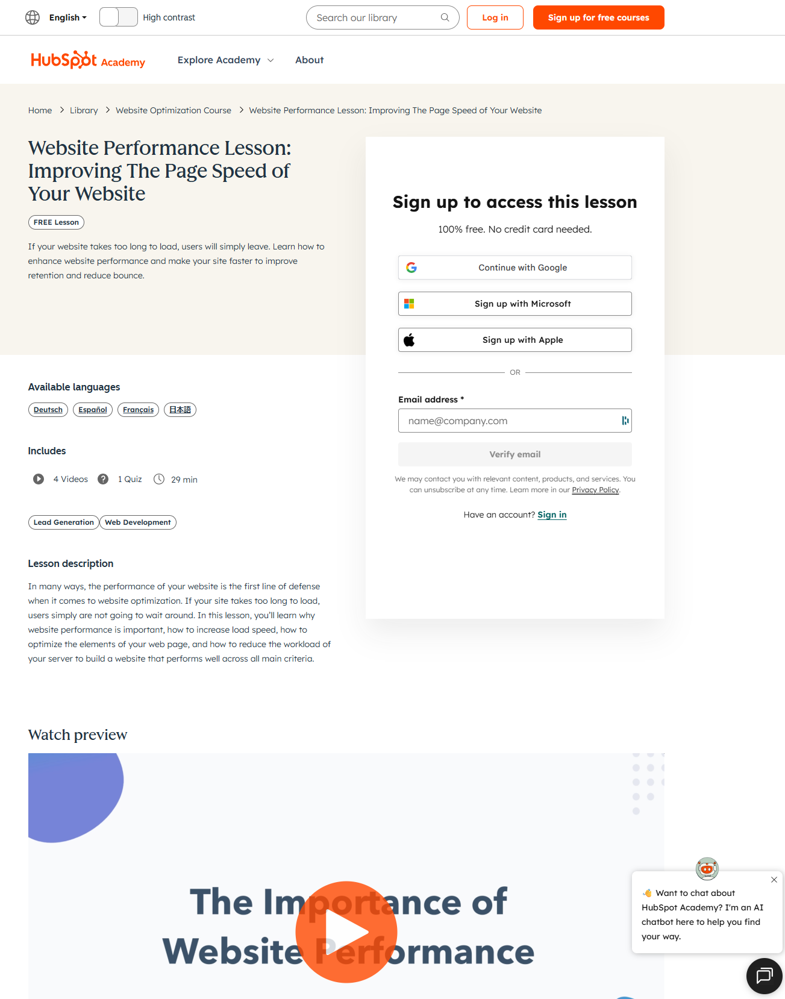 English
High contrast
Search our library
Log in
Sign up for free courses
HubSpot Academy
Explore Academy
About
Home
Library
Website Optimization Course
Website Performance Lesson: Improving The Page Speed of Your Website
Website Performance Lesson:
Improving The Page Speed of
Your Website
FREE Lesson
If your website takes too long to load, users will simply leave. Learn how to
enhance website performance and make your site faster to improve
retention and reduce bounce.
Sign up to access this lesson
100% free. No credit card needed.
Continue with Google
Sign up with Microsoft
Sign up with Apple
OR
Email address *
name@company.com
Verify email
We may contact you with relevant content, products, and services. You
can unsubscribe at any time. Learn more in our Privacy Policy.
Have an account? Sign in
Available languages
Deutsch
Español
Français
日本語
Includes
4 Videos
1 Quiz
29 min
Lead Generation
Web Development
Lesson description
In many ways, the performance of your website is the first line of defense
when it comes to website optimization. If your site takes too long to load,
users simply are not going to wait around. In this lesson, you'll learn why
website performance is important, how to increase load speed, how to
optimize the elements of your web page, and how to reduce the workload of
your server to build a website that performs well across all main criteria.
Watch preview
The Importance of
Website Performance
👋 Want to chat about
HubSpot Academy? I'm an AI
chatbot here to help you find
your way.